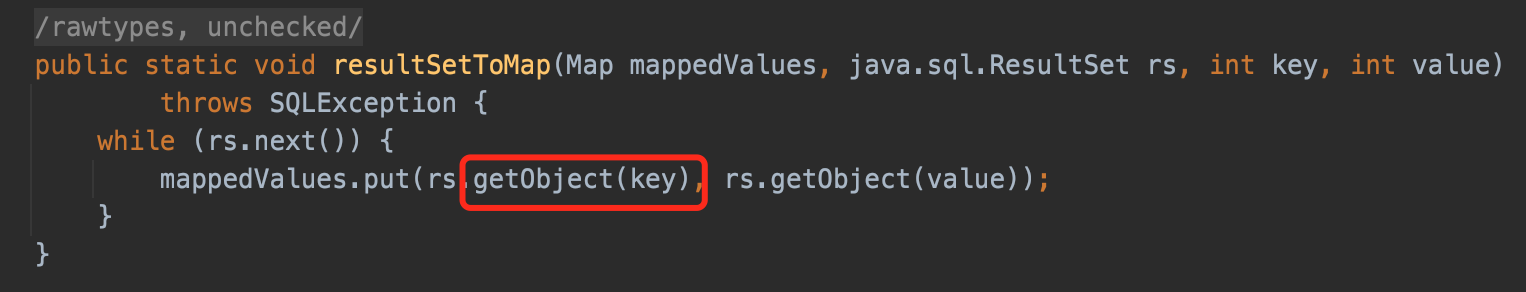 /rawtypes, unchecked/
public static void resultSetToMap(Map mappedValues, java.sql.ResultSet rs, int key, int value)
        throws SQLException {
    while (rs.next()) {
        mappedValues.put(rs.getObject(key), rs.getObject(value));
    }
}